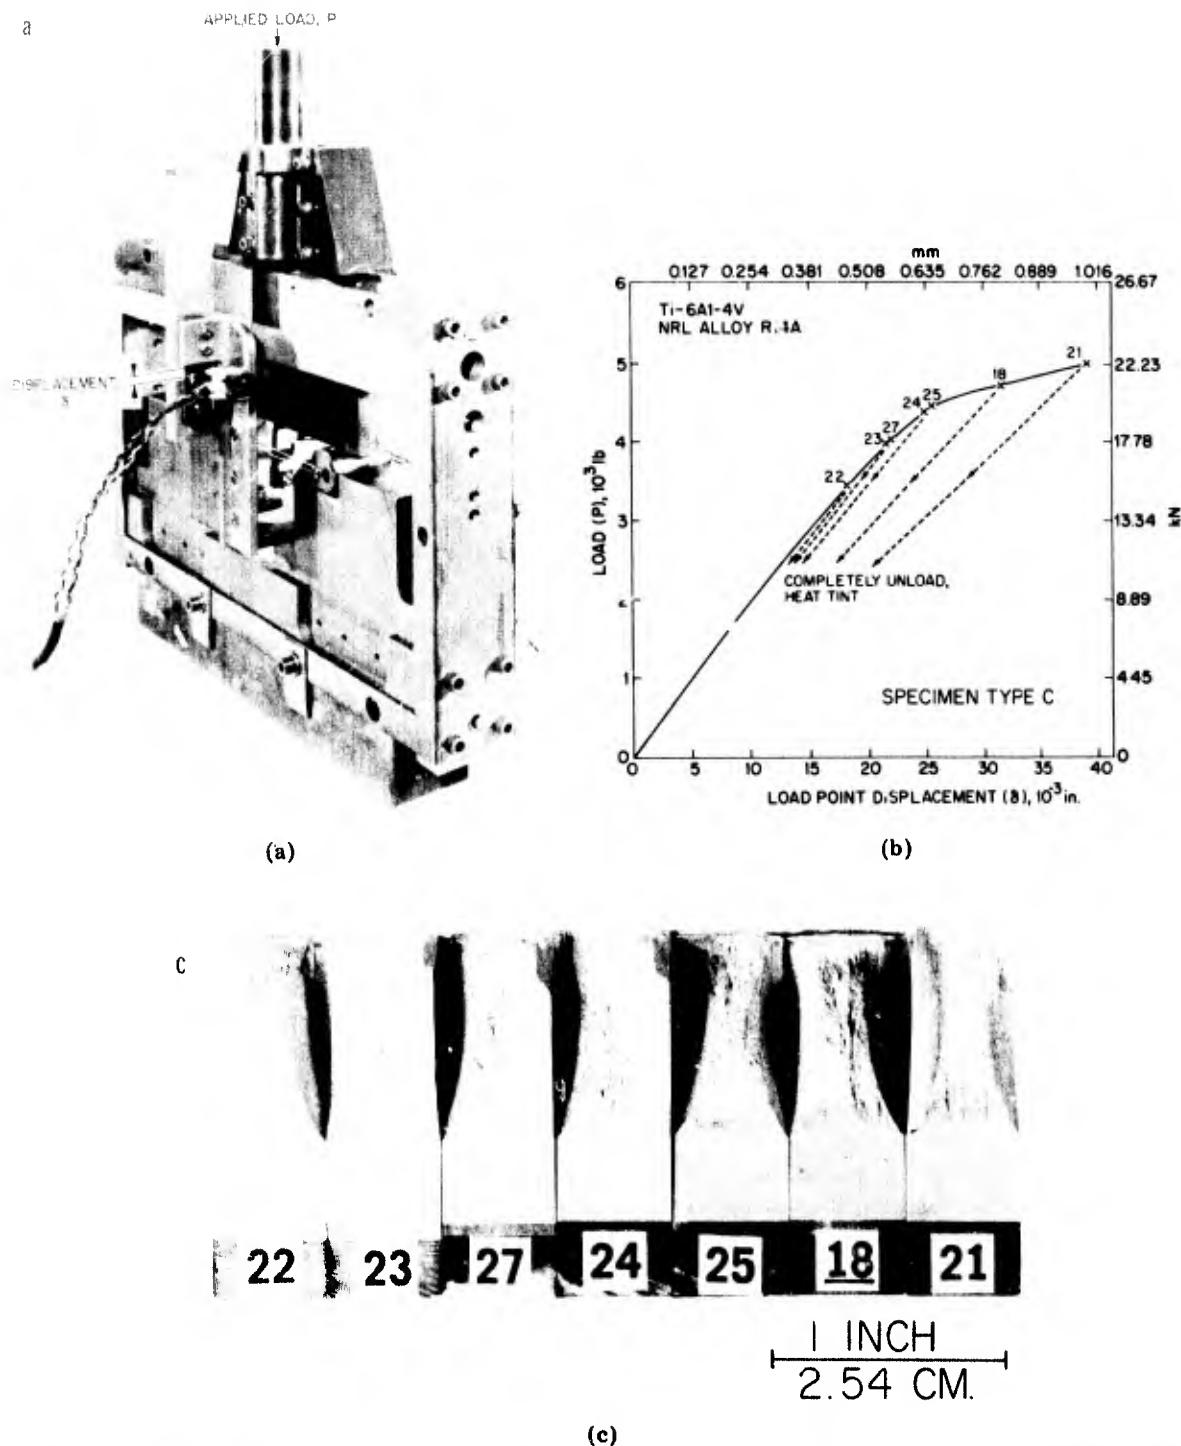 a
APPLIED LOAD, P
DISPLACEMENT
(a)
mm
0.127 0.254 0.381 0.508 0.635 0.762 0.889 1.016
6 26.67
Ti-6Al-4V
NRL ALLOY
5 22.23
4 17.78
3 13.34
2 8.89
1 4.45
0 0
21
18
25
24
27
23
22
LOAD (P), 10³ lb
kN
COMPLETELY UNLOAD,
HEAT TINT
SPECIMEN TYPE C
0 5 10 15 20 25 30 35 40
LOAD POINT DISPLACEMENT (δ), 10⁻³ in.
(b)
C
22 23 27 24 25 18 21
1 INCH
2.54 CM.
(c)